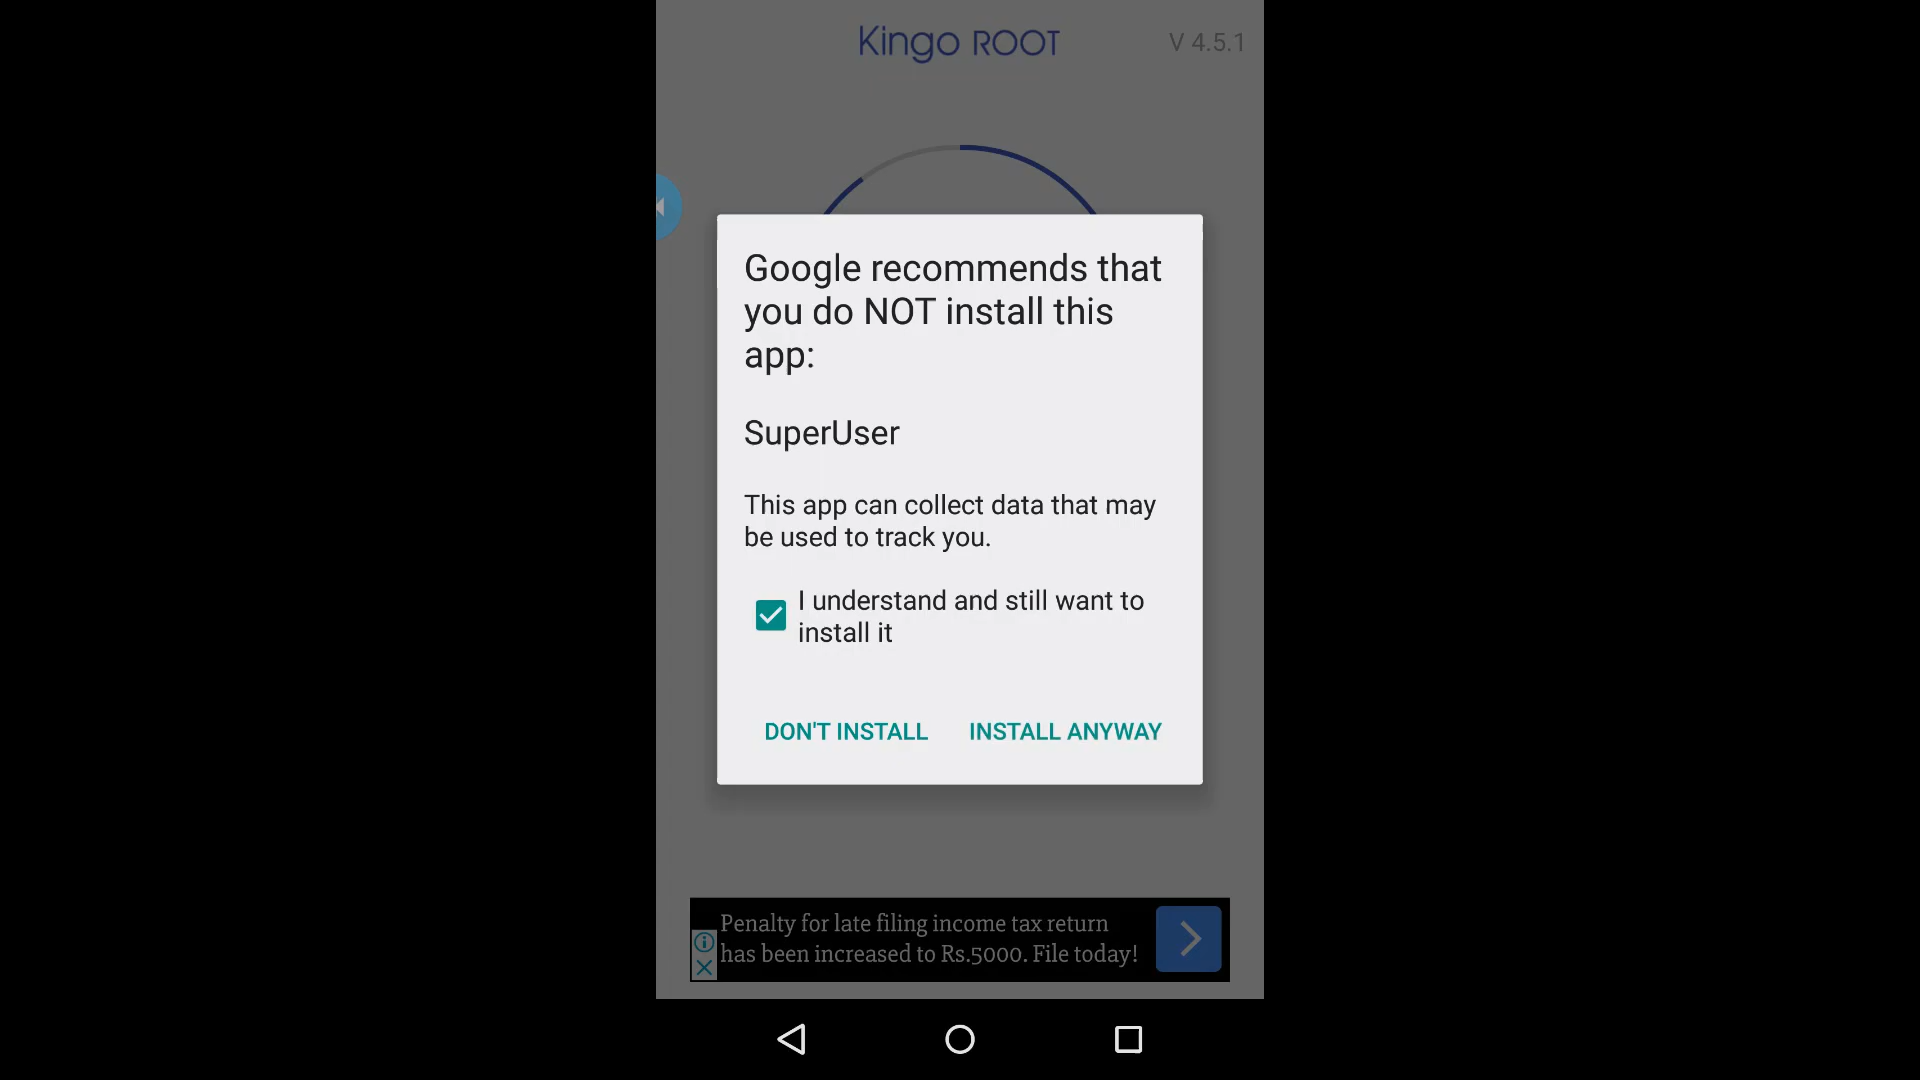 Kingo ROOT
V 4.5.1
Google recommends that
you do NOT install this
app:
SuperUser
This app can collect data that may
be used to track you.
I understand and still want to
install it
DON'T INSTALL
INSTALL ANYWAY
Penalty for late filing income tax return
has been increased to Rs.5000. File today!